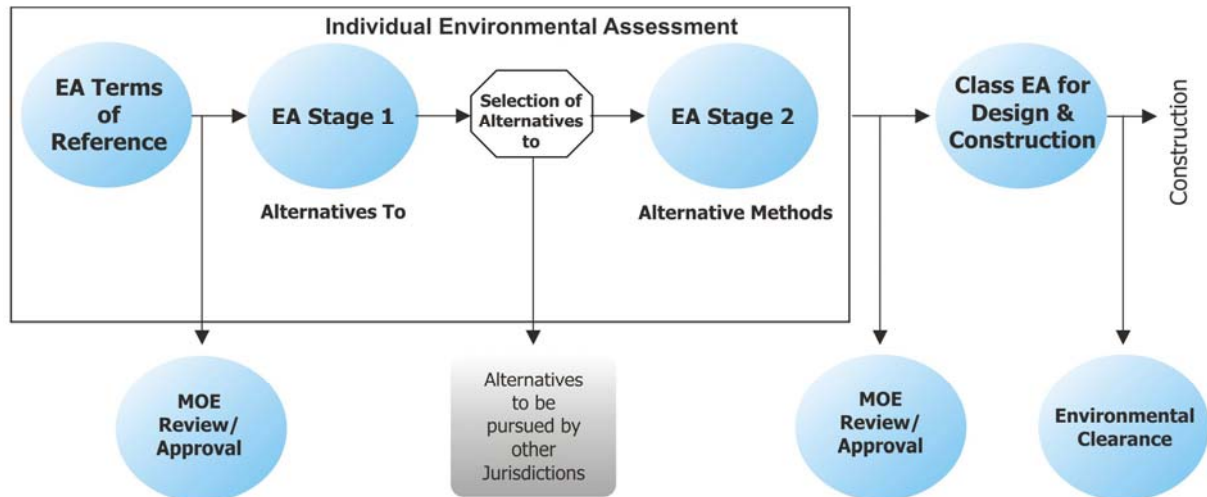 Individual Environmental Assessment
EA Terms
of
Reference
EA Stage 1
Selection of
Alternatives
to
EA Stage 2
Class EA for
Design &
Construction
Construction
Alternatives To
Alternative Methods
MOE
Review/
Approval
Alternatives
to be
pursued by
other
Jurisdictions
MOE
Review/
Approval
Environmental
Clearance